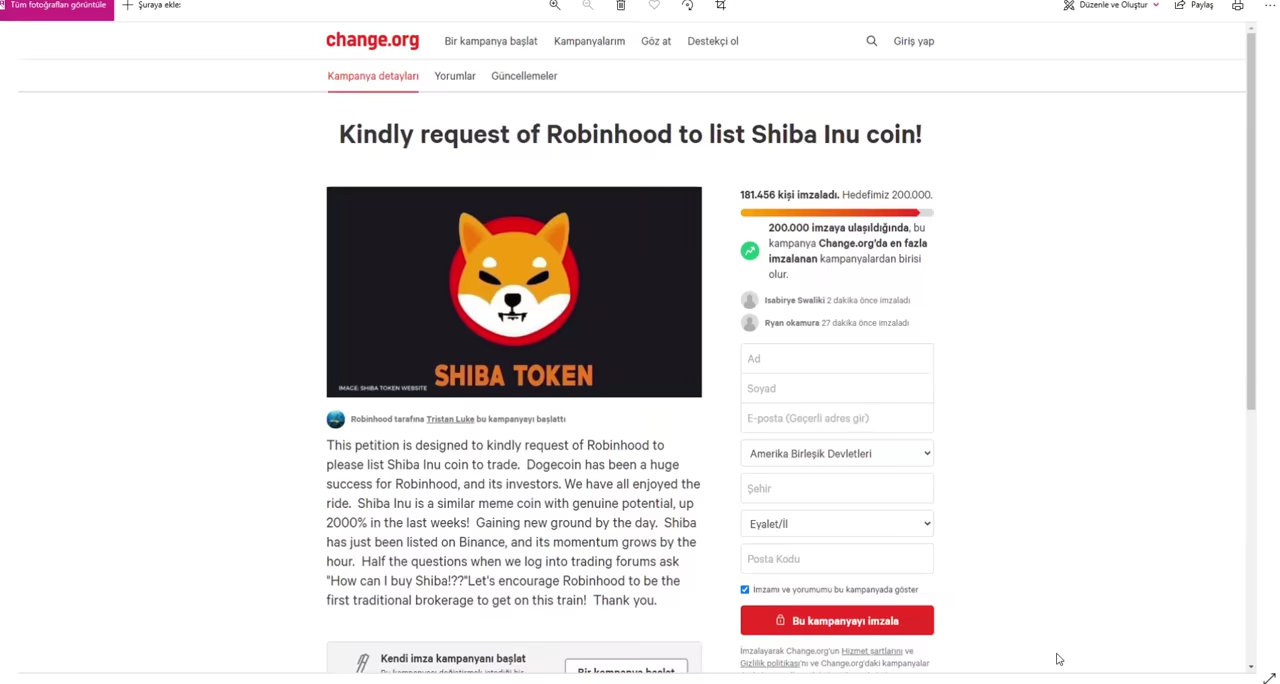 Tüm fotoğrafları görüntüle
Şuraya ekle:
Düzenle ve Oluştur
Paylaş
change.org
Bir kampanya başlat
Kampanyalarım
Göz at
Destekçi ol
Giriş yap
Kampanya detayları
Yorumlar
Güncellemeler
Kindly request of Robinhood to list Shiba Inu coin!
IMAGE: SHIBA TOKEN WEBSITE
SHIBA TOKEN
Robinhood tarafına Tristan Luke bu kampanyayı başlattı
This petition is designed to kindly request of Robinhood to
please list Shiba Inu coin to trade.  Dogecoin has been a huge
success for Robinhood, and its investors. We have all enjoyed the
ride.  Shiba Inu is a similar meme coin with genuine potential, up
2000% in the last weeks!  Gaining new ground by the day.  Shiba
has just been listed on Binance, and its momentum grows by the
hour.  Half the questions when we log into trading forums ask
"How can I buy Shiba!??"Let's encourage Robinhood to be the
first traditional brokerage to get on this train!  Thank you.
Kendi imza kampanyanı başlat
Bir kampanya başlat
181.456 kişi imzaladı. Hedefimiz 200.000.
200.000 imzaya ulaşıldığında, bu
kampanya Change.org'da en fazla
imzalanan kampanyalardan birisi
olur.
Isabirye Swaliki 2 dakika önce imzaladı
Ryan okamura 27 dakika önce imzaladı
Ad
Soyad
E-posta (Geçerli adres gir)
Amerika Birleşik Devletleri
Şehir
Eyalet/İl
Posta Kodu
İmzamı ve yorumumu bu kampanyada göster
Bu kampanyayı imzala
İmzalayarak Change.org'un Hizmet şartlarını ve
Gizlilik politikası'nı ve Change.org'daki kampanyalar